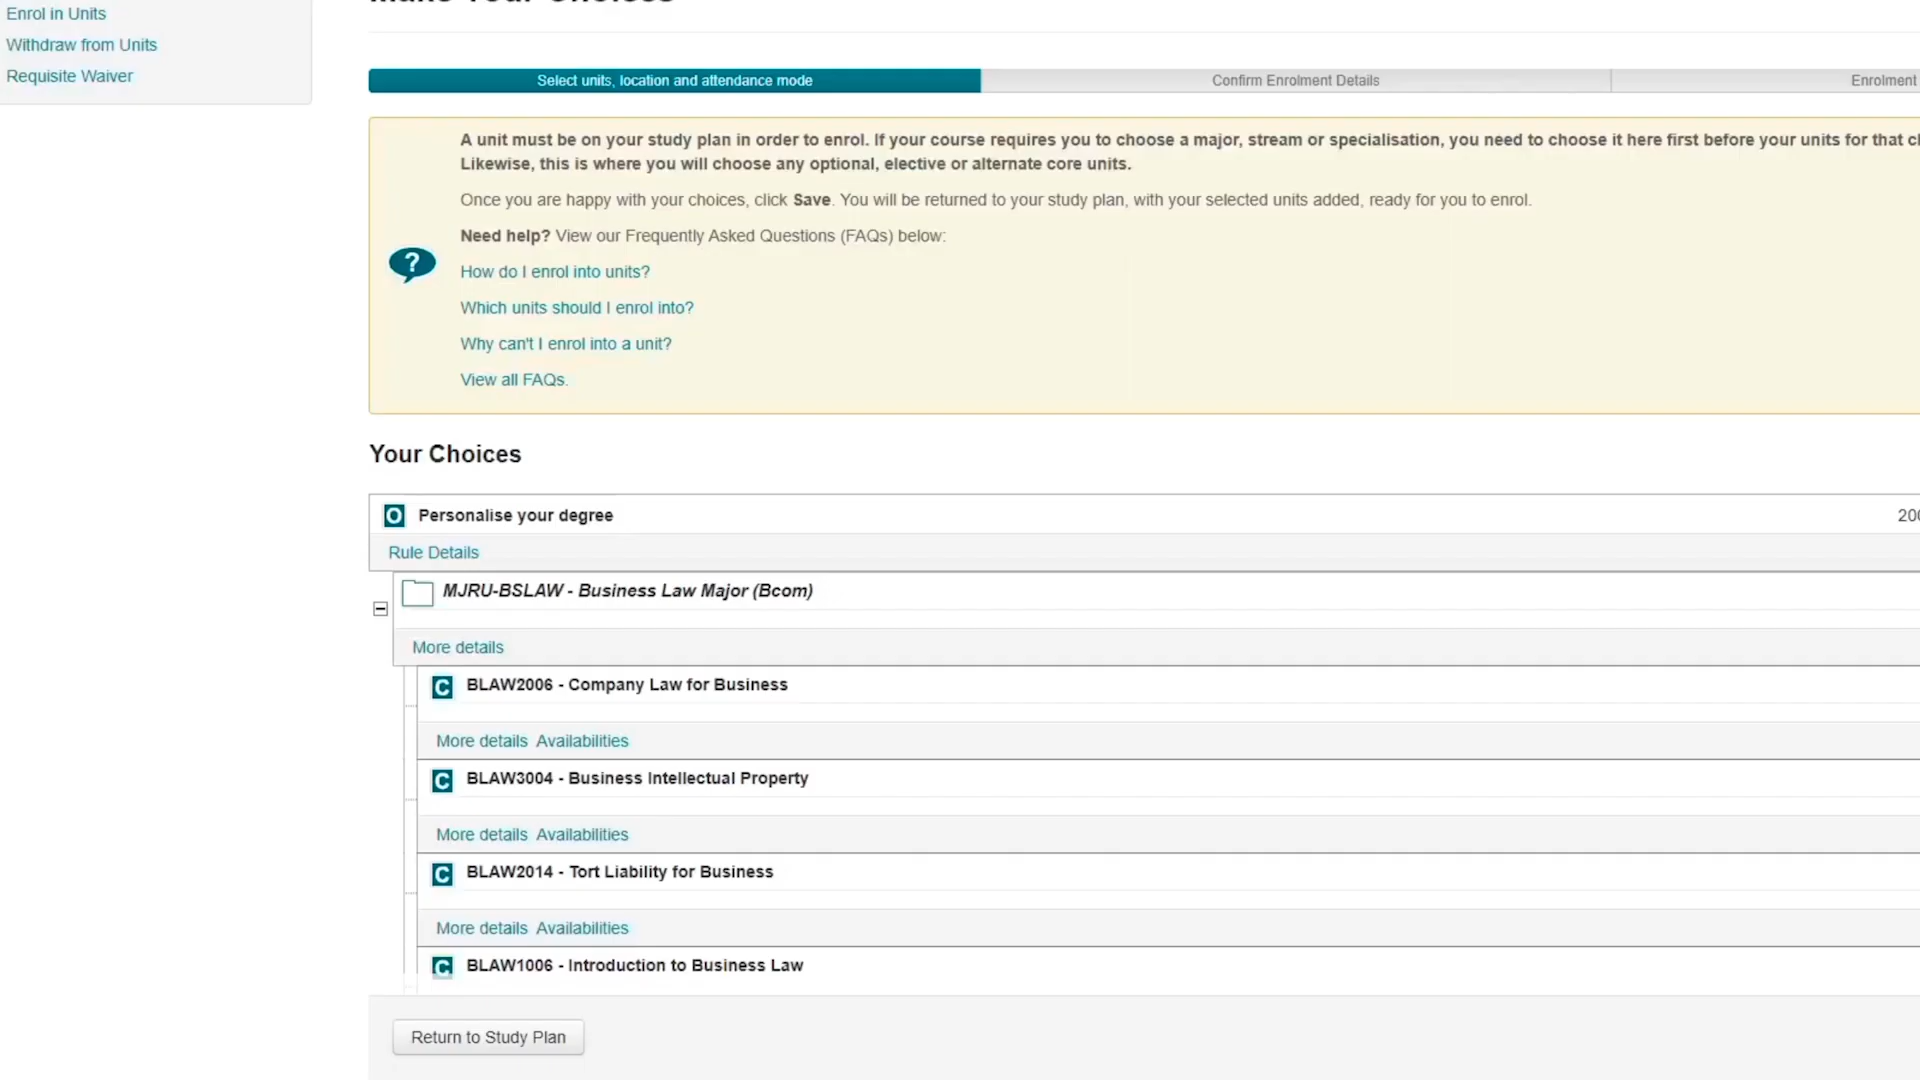 Enrol in Units
Withdraw from Units
Requisite Waiver
Make Your Choices
Select units, location and attendance mode
Confirm Enrolment Details
Enrolment
A unit must be on your study plan in order to enrol. If your course requires you to choose a major, stream or specialisation, you need to choose it here first before your units for that
Likewise, this is where you will choose any optional, elective or alternate core units.
Once you are happy with your choices, click Save. You will be returned to your study plan, with your selected units added, ready for you to enrol.
Need help? View our Frequently Asked Questions (FAQs) below:
?
How do I enrol into units?
Which units should I enrol into?
Why can't I enrol into a unit?
View all FAQs.
Your Choices
O Personalise your degree
Rule Details
MJRU-BSLAW - Business Law Major (Bcom)
More details
C BLAW2006 - Company Law for Business
More details Availabilities
C BLAW3004 - Business Intellectual Property
More details Availabilities
C BLAW2014 - Tort Liability for Business
More details Availabilities
C BLAW1006 - Introduction to Business Law
Return to Study Plan